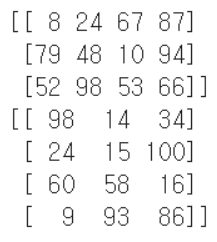 [[ 8 24 67 87]
[79 48 10 94]
[52 98 53 66]]
[[ 98 14 34]
[ 24 15 100]
[ 60 58 16]
[ 9 93 86]]